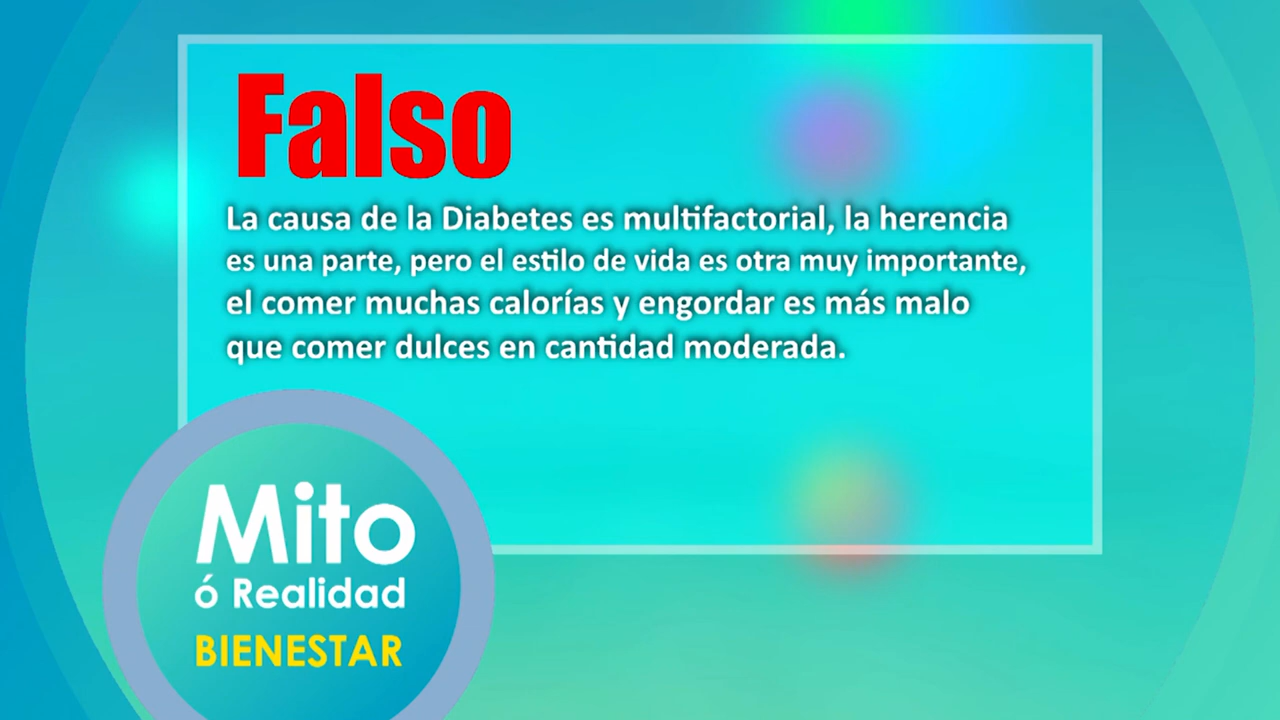 Falso
La causa de la Diabetes es multifactorial, la herencia
es una parte, pero el estilo de vida es otra muy importante,
el comer muchas calorías y engordar es más malo
que comer dulces en cantidad moderada.
Mito
ó Realidad
BIENESTAR